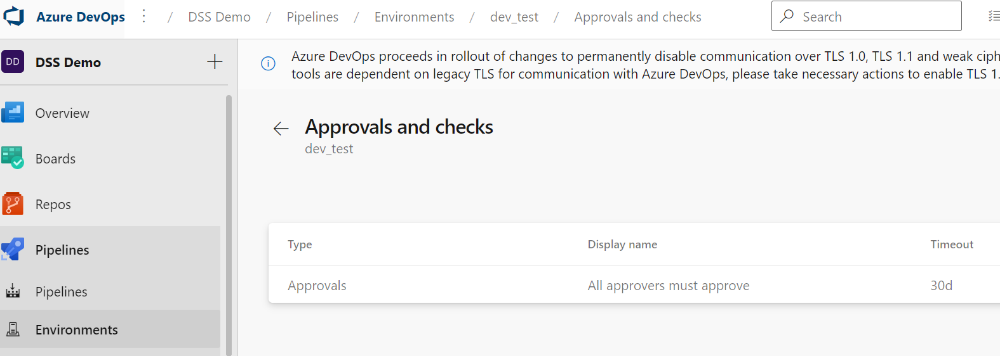 Azure DevOps / DSS Demo / Pipelines / Environments / dev_test / Approvals and checks Search
DD DSS Demo
Azure DevOps proceeds in rollout of changes to permanently disable communication over TLS 1.0, TLS 1.1 and weak ciph
tools are dependent on legacy TLS for communication with Azure DevOps, please take necessary actions to enable TLS 1.
Overview
Boards
Repos
Pipelines
Pipelines
Environments
Approvals and checks
dev_test
Type Display name Timeout
Approvals All approvers must approve 30d